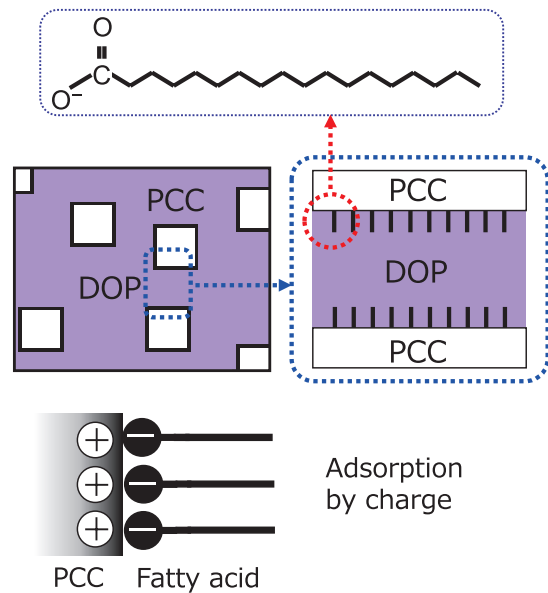 O
C
O−
PCC
DOP
PCC
DOP
PCC
+ −
+ −
+ −
Adsorption
by charge
PCC Fatty acid